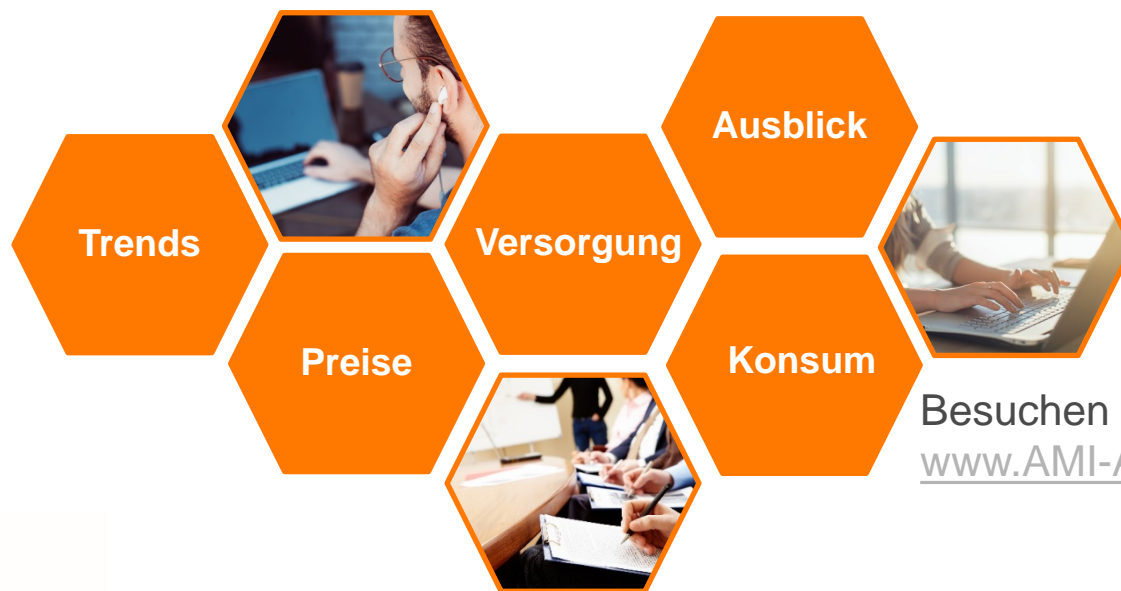 Ausblick
Trends
Versorgung
Preise
Konsum
Besuchen
www.AMI-